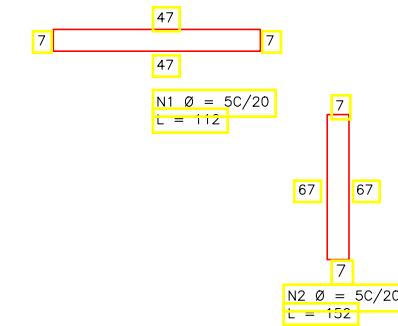 47
7
7
47
N1 Ø = 5C/20
L = 112
7
67
67
7
N2 Ø = 5C/20
L = 152